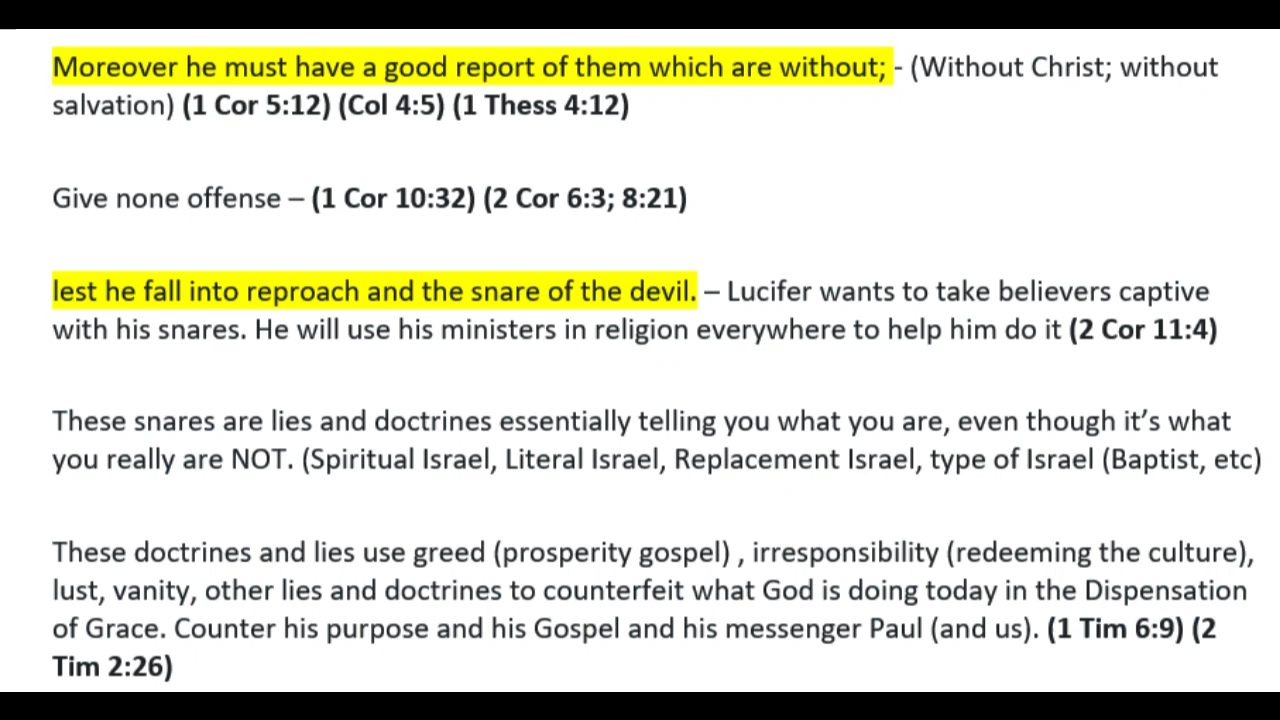 Moreover he must have a good report of them which are without; - (Without Christ; without
salvation) (1 Cor 5:12) (Col 4:5) (1 Thess 4:12)
Give none offense – (1 Cor 10:32) (2 Cor 6:3; 8:21)
lest he fall into reproach and the snare of the devil. – Lucifer wants to take believers captive
with his snares. He will use his ministers in religion everywhere to help him do it (2 Cor 11:4)
These snares are lies and doctrines essentially telling you what you are, even though it’s what
you really are NOT. (Spiritual Israel, Literal Israel, Replacement Israel, type of Israel (Baptist, etc)
These doctrines and lies use greed (prosperity gospel) , irresponsibility (redeeming the culture),
lust, vanity, other lies and doctrines to counterfeit what God is doing today in the Dispensation
of Grace. Counter his purpose and his Gospel and his messenger Paul (and us). (1 Tim 6:9) (2
Tim 2:26)